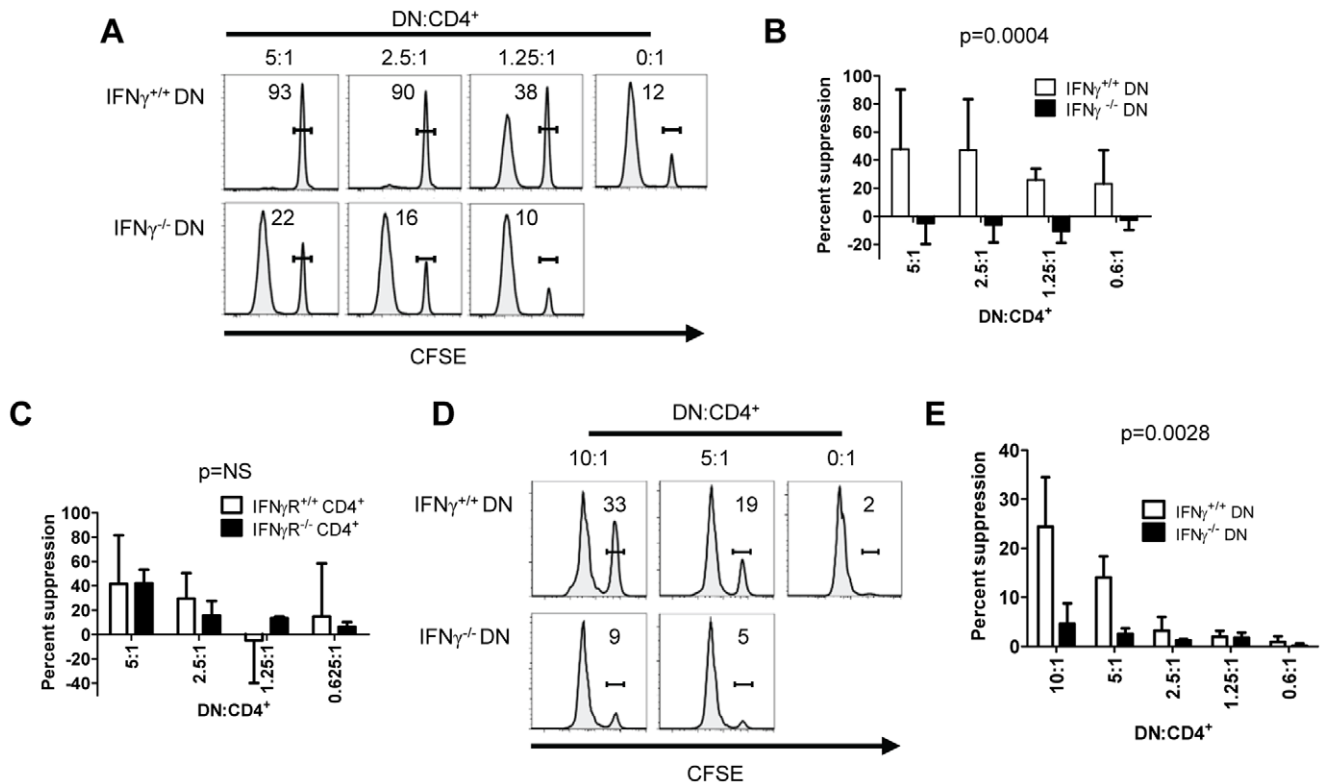 A
DN:CD4⁺
5:1 2.5:1 1.25:1 0:1
IFNγ⁺/⁺ DN
93 90 38 12
IFNγ⁻/⁻ DN
22 16 10
CFSE
B
p=0.0004
IFNγ⁺/⁺ DN
IFNγ ⁻/⁻ DN
Percent suppression
100
80
60
40
20
0
-20
5:1 2.5:1 1.25:1 0.6:1
DN:CD4⁺
C
p=NS
IFNγR⁺/⁺ CD4⁺
IFNγR⁻/⁻ CD4⁺
Percent suppression
100
80
60
40
20
0
-20
-40
5:1 2.5:1 1.25:1 0.625:1
DN:CD4⁺
D
DN:CD4⁺
10:1 5:1 0:1
IFNγ⁺/⁺ DN
33 19 2
IFNγ⁻/⁻ DN
9 5
CFSE
E
p=0.0028
IFNγ⁺/⁺ DN
IFNγ⁻/⁻ DN
Percent suppression
40
30
20
10
0
10:1 5:1 2.5:1 1.25:1 0.6:1
DN:CD4⁺